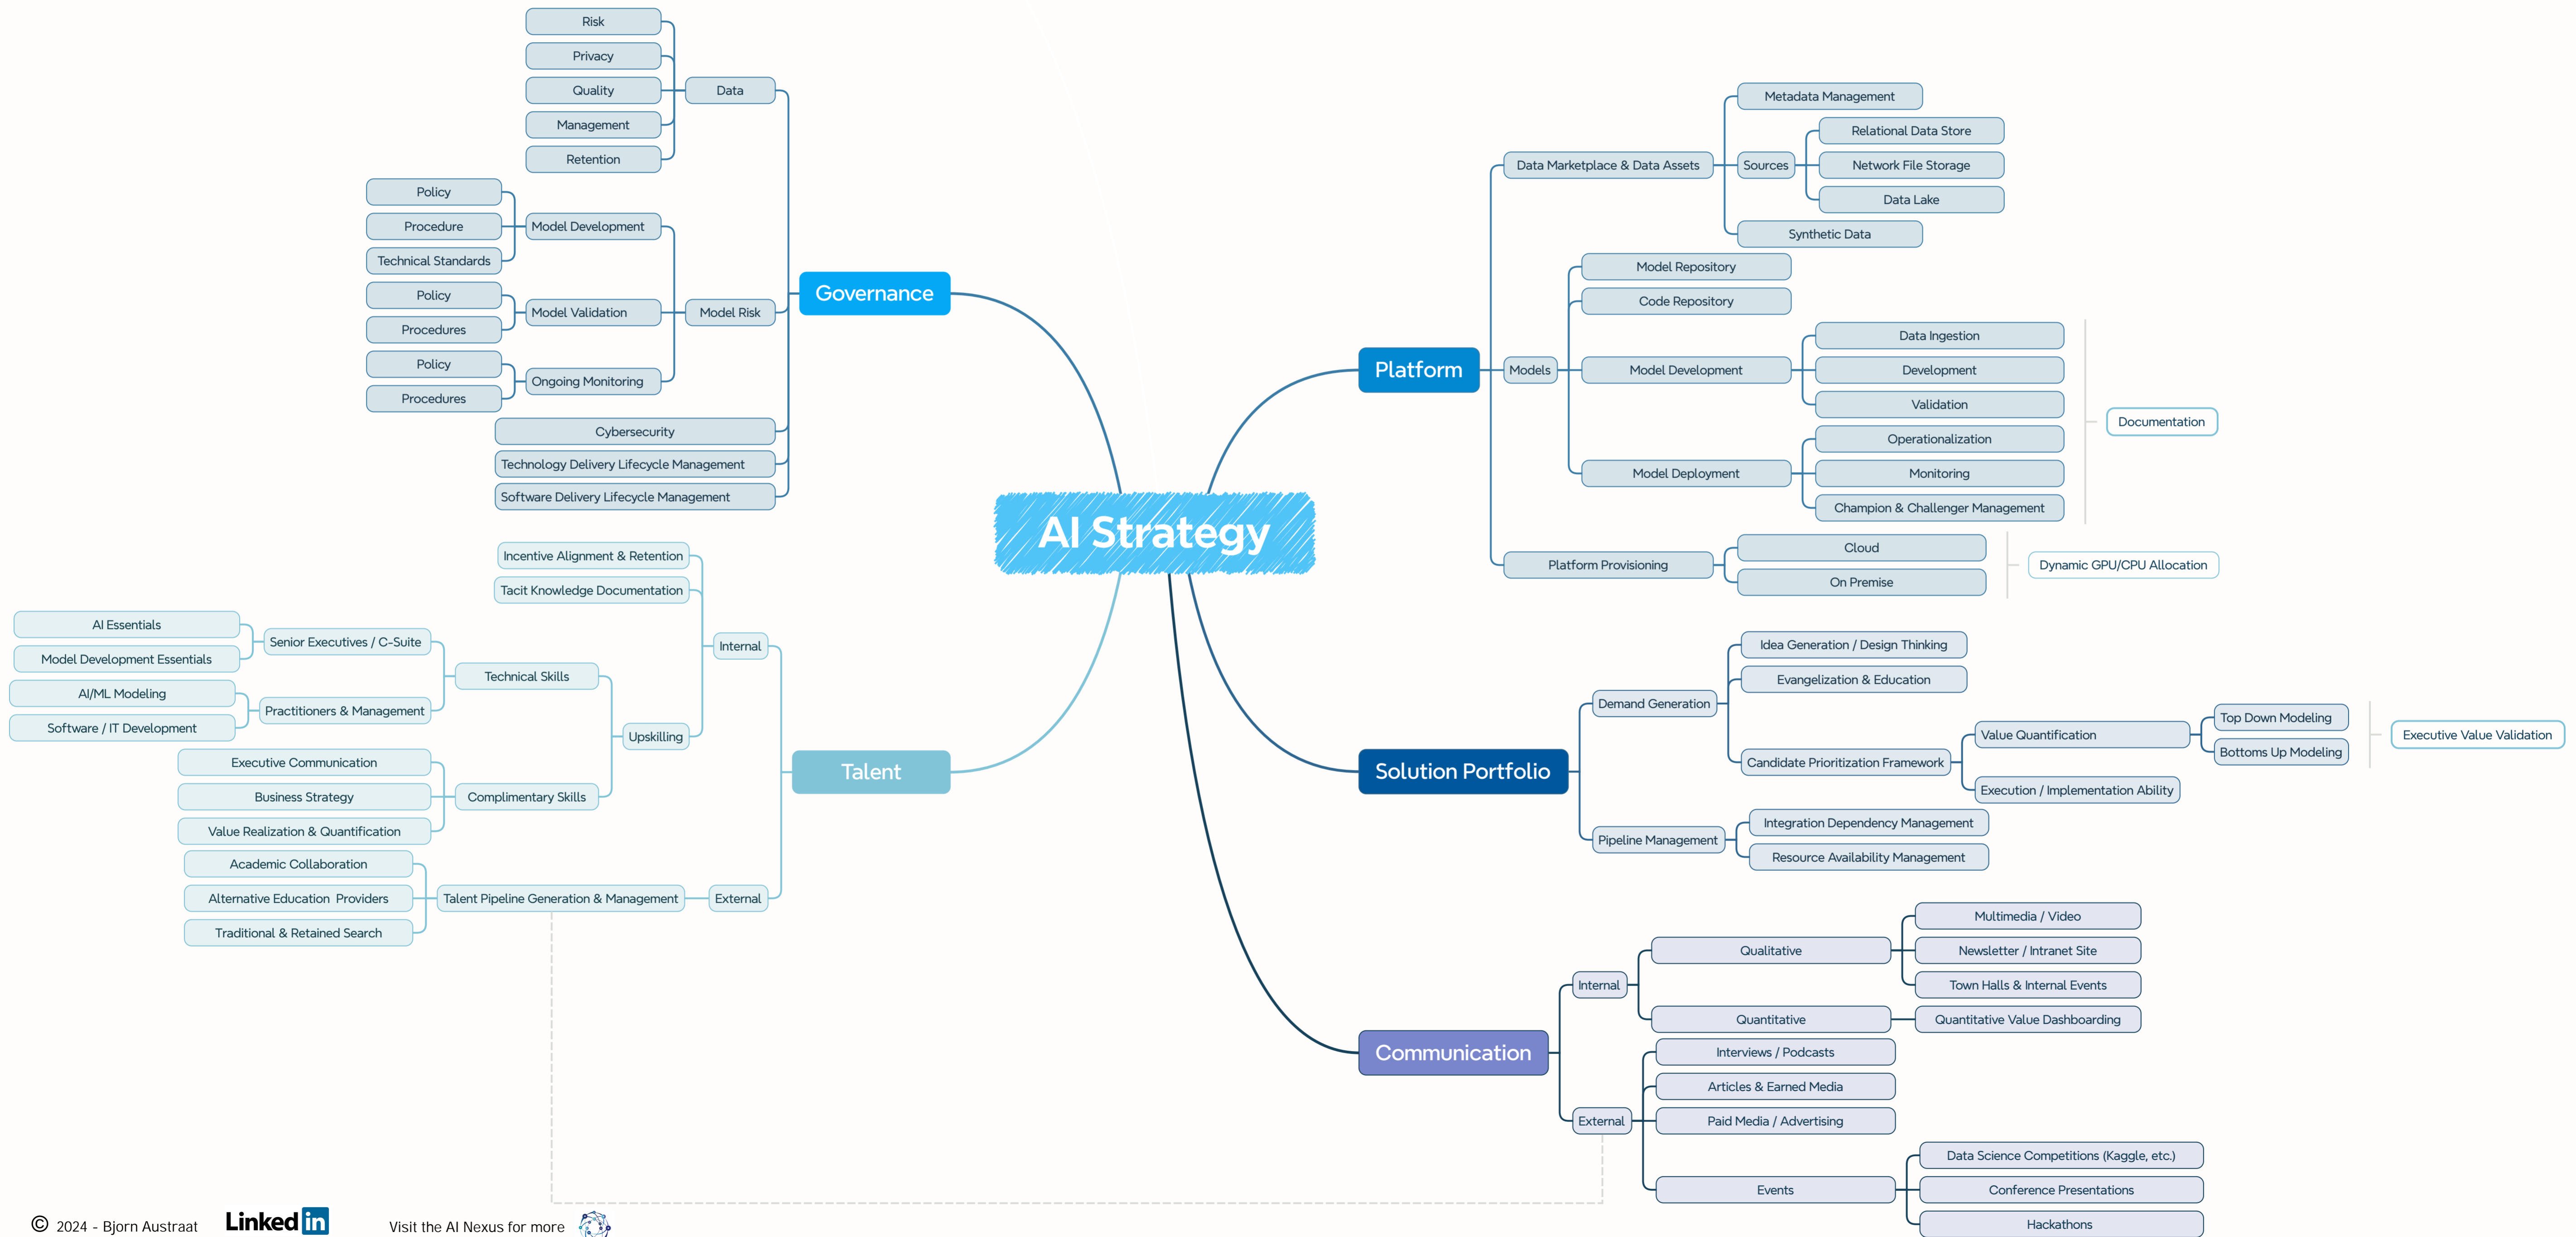 AI Strategy
Governance
Data
Risk
Privacy
Quality
Management
Retention
Model Risk
Model Development
Policy
Procedure
Technical Standards
Model Validation
Policy
Procedures
Ongoing Monitoring
Policy
Procedures
Cybersecurity
Technology Delivery Lifecycle Management
Software Delivery Lifecycle Management
Talent
Internal
Incentive Alignment & Retention
Tacit Knowledge Documentation
Upskilling
Technical Skills
Senior Executives / C-Suite
AI Essentials
Model Development Essentials
Practitioners & Management
AI/ML Modeling
Software / IT Development
Complimentary Skills
Executive Communication
Business Strategy
Value Realization & Quantification
External
Talent Pipeline Generation & Management
Academic Collaboration
Alternative Education  Providers
Traditional & Retained Search
Platform
Data Marketplace & Data Assets
Metadata Management
Sources
Relational Data Store
Network File Storage
Data Lake
Synthetic Data
Models
Model Repository
Code Repository
Model Development
Data Ingestion
Development
Validation
Model Deployment
Operationalization
Monitoring
Champion & Challenger Management
Documentation
Platform Provisioning
Cloud
On Premise
Dynamic GPU/CPU Allocation
Solution Portfolio
Demand Generation
Idea Generation / Design Thinking
Evangelization & Education
Candidate Prioritization Framework
Value Quantification
Top Down Modeling
Bottoms Up Modeling
Executive Value Validation
Execution / Implementation Ability
Pipeline Management
Integration Dependency Management
Resource Availability Management
Communication
Internal
Qualitative
Multimedia / Video
Newsletter / Intranet Site
Town Halls & Internal Events
Quantitative
Quantitative Value Dashboarding
External
Interviews / Podcasts
Articles & Earned Media
Paid Media / Advertising
Events
Data Science Competitions (Kaggle, etc.)
Conference Presentations
Hackathons
© 2024 - Bjorn Austraat
Linked in
Visit the AI Nexus for more